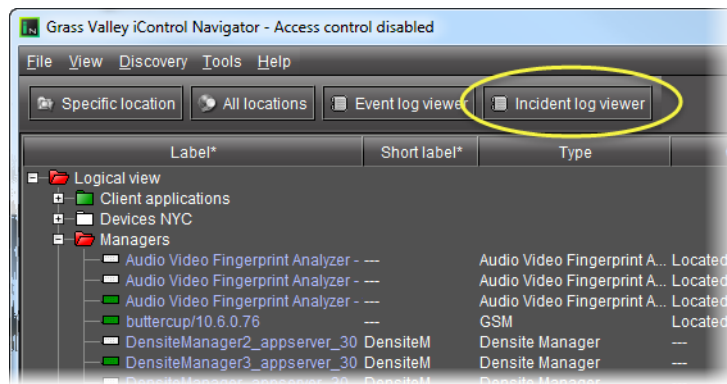 Grass Valley iControl Navigator - Access control disabled
File View Discovery Tools Help
Specific location All locations Event log viewer Incident log viewer
Label* Short label* Type
Logical view
Client applications
Devices NYC
Managers
Audio Video Fingerprint Analyzer - --- Audio Video Fingerprint A... Located
Audio Video Fingerprint Analyzer - --- Audio Video Fingerprint A... Located
Audio Video Fingerprint Analyzer - --- Audio Video Fingerprint A... Located
buttercup/10.6.0.76 --- GSM Located
DensiteManager2_appserver_30 DensiteM Densite Manager ---
DensiteManager3_appserver_30 DensiteM Densite Manager ---